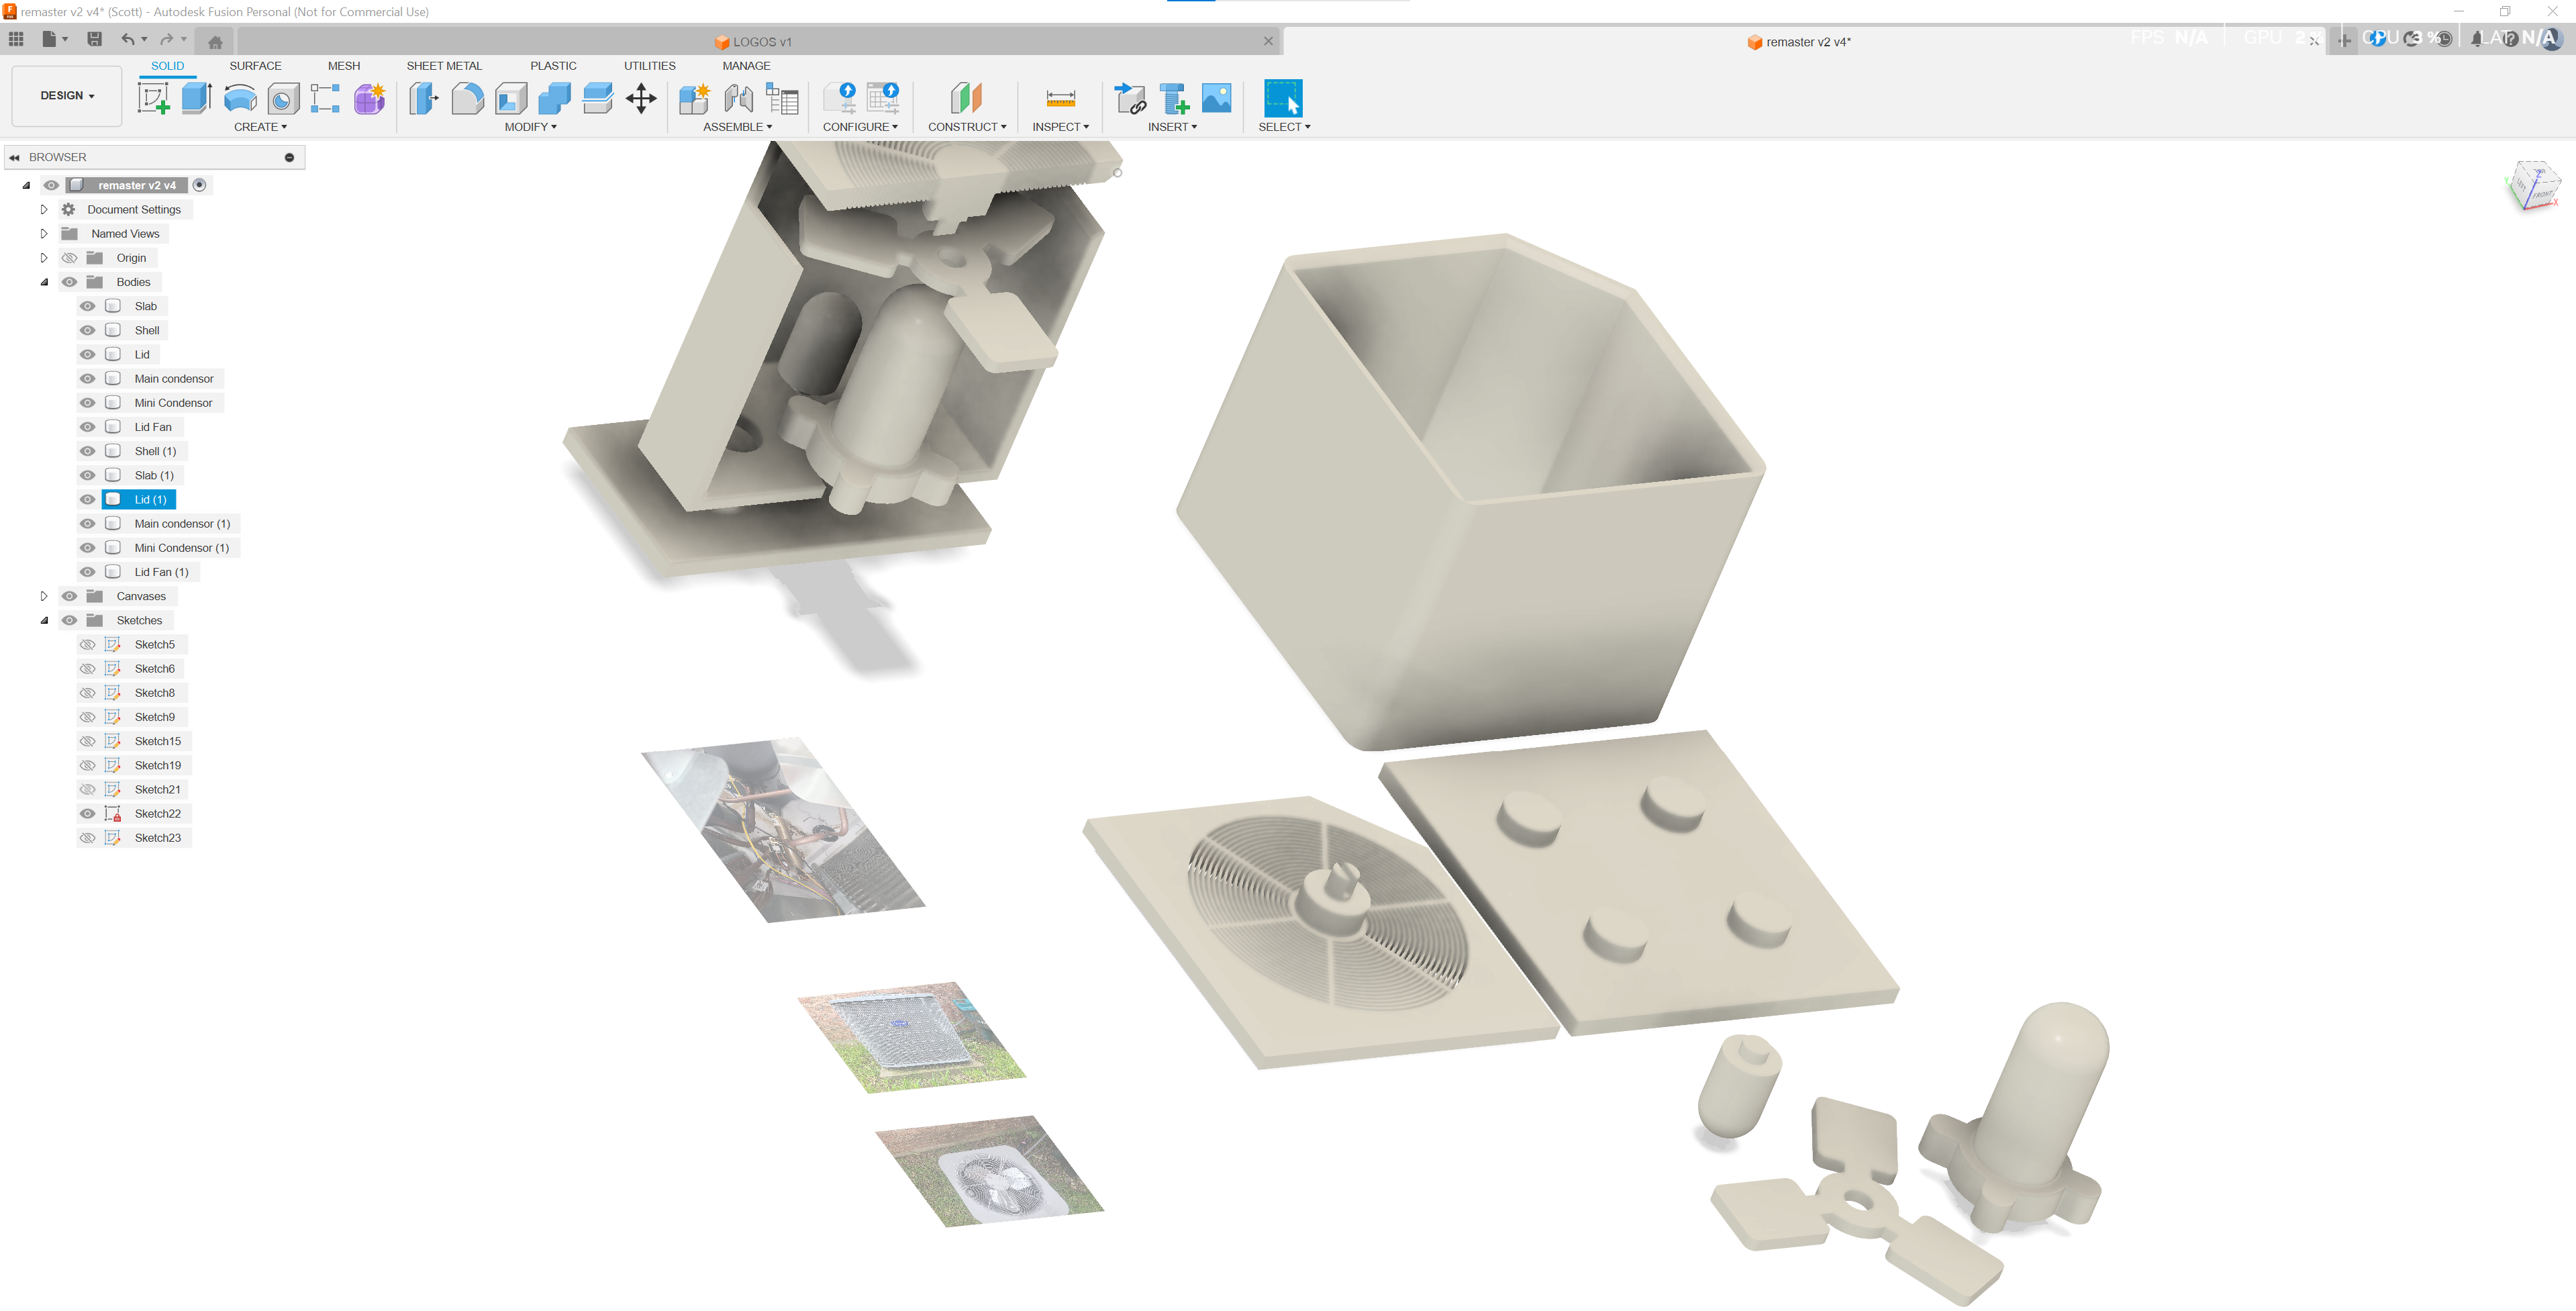 remaster v2 v4* (Scott) - Autodesk Fusion Personal (Not for Commercial Use)
LOGOS v1
remaster v2 v4*
FPS N/A GPU 2 CPU 3 % LAT N/A
SOLID SURFACE MESH SHEET METAL PLASTIC UTILITIES MANAGE
DESIGN
CREATE MODIFY ASSEMBLE CONFIGURE CONSTRUCT INSPECT INSERT SELECT
BROWSER
remaster v2 v4
Document Settings
Named Views
Origin
Bodies
Slab
Shell
Lid
Main condensor
Mini Condensor
Lid Fan
Shell (1)
Slab (1)
Lid (1)
Main condensor (1)
Mini Condensor (1)
Lid Fan (1)
Canvases
Sketches
Sketch5
Sketch6
Sketch8
Sketch9
Sketch15
Sketch19
Sketch21
Sketch22
Sketch23
Z
FRONT
X